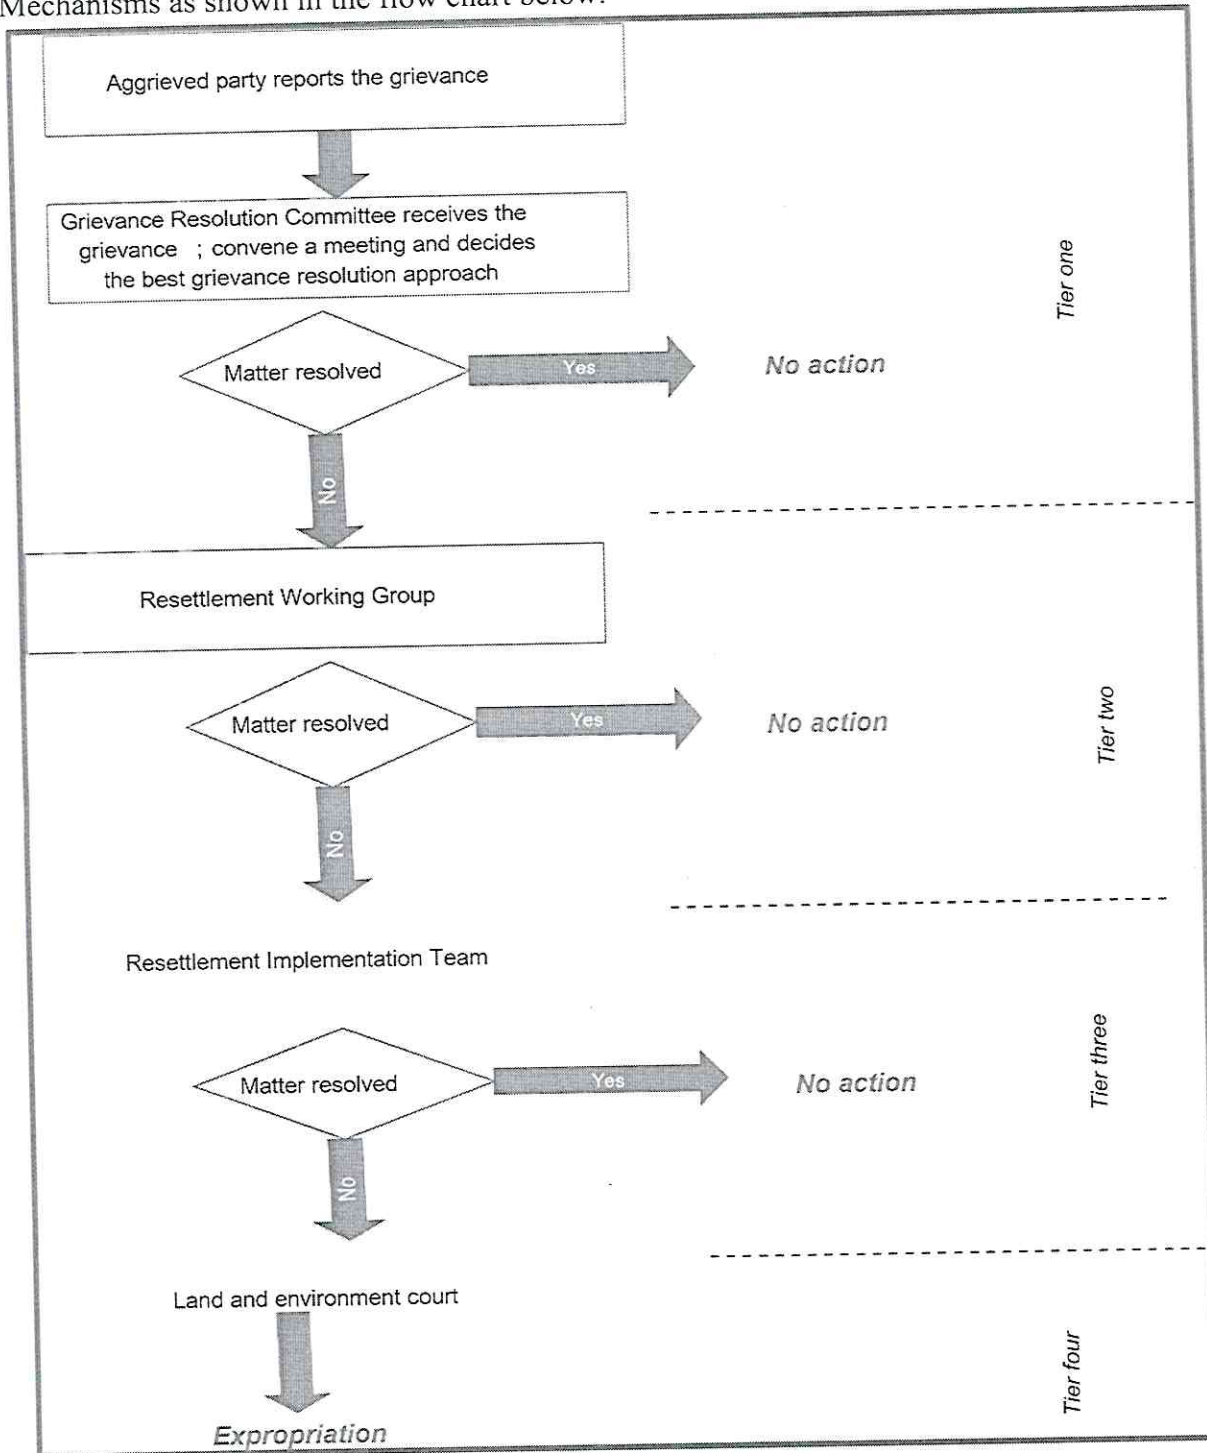 Mechanisms as shown in the flow chart below.
Aggrieved party reports the grievance
Grievance Resolution Committee receives the
grievance ; convene a meeting and decides
the best grievance resolution approach
Tier one
Matter resolved
Yes
No action
No
Resettlement Working Group
Matter resolved
Yes
No action
Tier two
No
Resettlement Implementation Team
Matter resolved
Yes
No action
Tier three
No
Land and environment court
Tier four
Expropriation